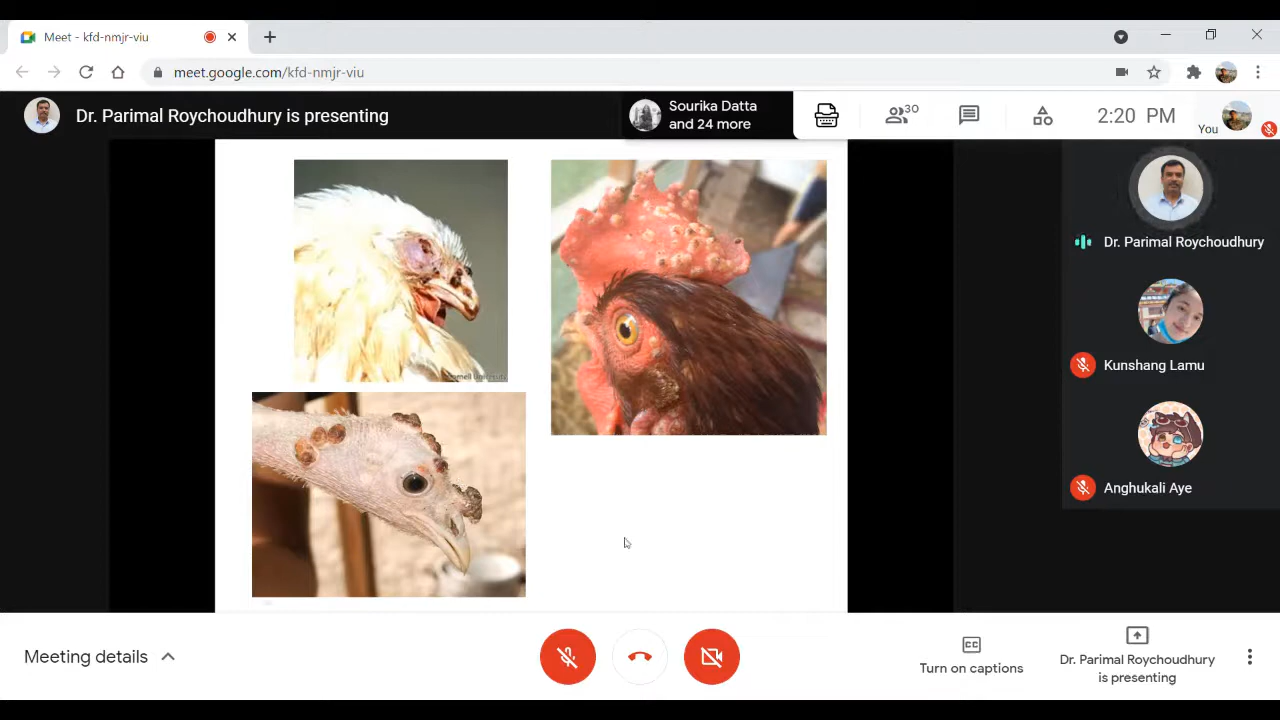 Meet - kfd-nmjr-viu
meet.google.com/kfd-nmjr-viu
Dr. Parimal Roychoudhury is presenting
Sourika Datta
and 24 more
30
2:20 PM
You
Dr. Parimal Roychoudhury
Kunshang Lamu
Anghukali Aye
Meeting details
CC
Turn on captions
Dr. Parimal Roychoudhury
is presenting